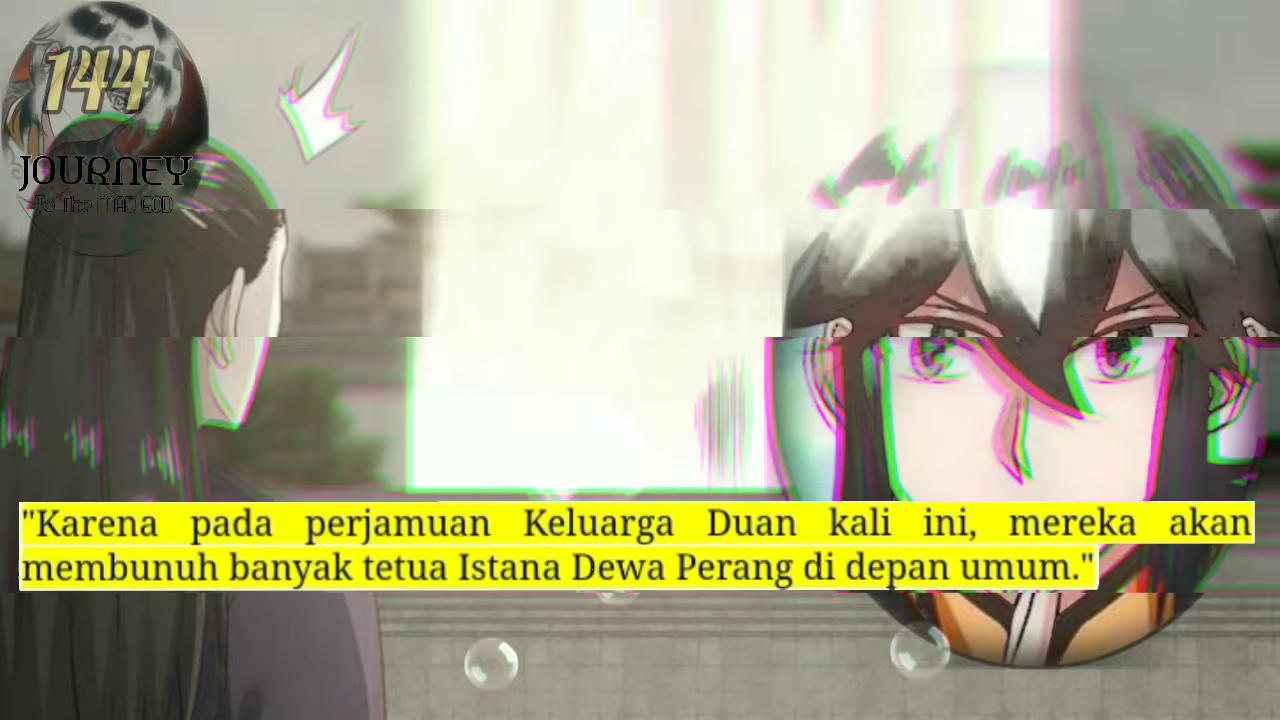 144
JOURNEY
To The MAD GOD
"Karena pada perjamuan Keluarga Duan kali ini, mereka akan
membunuh banyak tetua Istana Dewa Perang di depan umum."